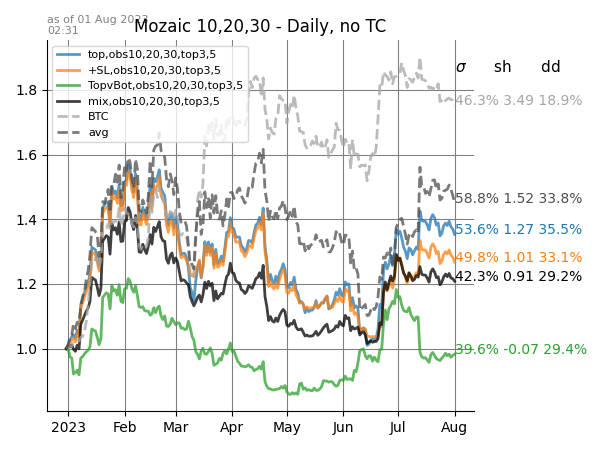 as of 01 Aug 2023
02:31
Mozaic 10,20,30 - Daily, no TC
top,obs10,20,30,top3,5
+SL,obs10,20,30,top3,5
TopvBot,obs10,20,30,top3,5
mix,obs10,20,30,top3,5
BTC
avg
σ sh dd
46.3% 3.49 18.9%
58.8% 1.52 33.8%
53.6% 1.27 35.5%
49.8% 1.01 33.1%
42.3% 0.91 29.2%
39.6% -0.07 29.4%
1.8
1.6
1.4
1.2
1.0
2023 Feb Mar Apr May Jun Jul Aug